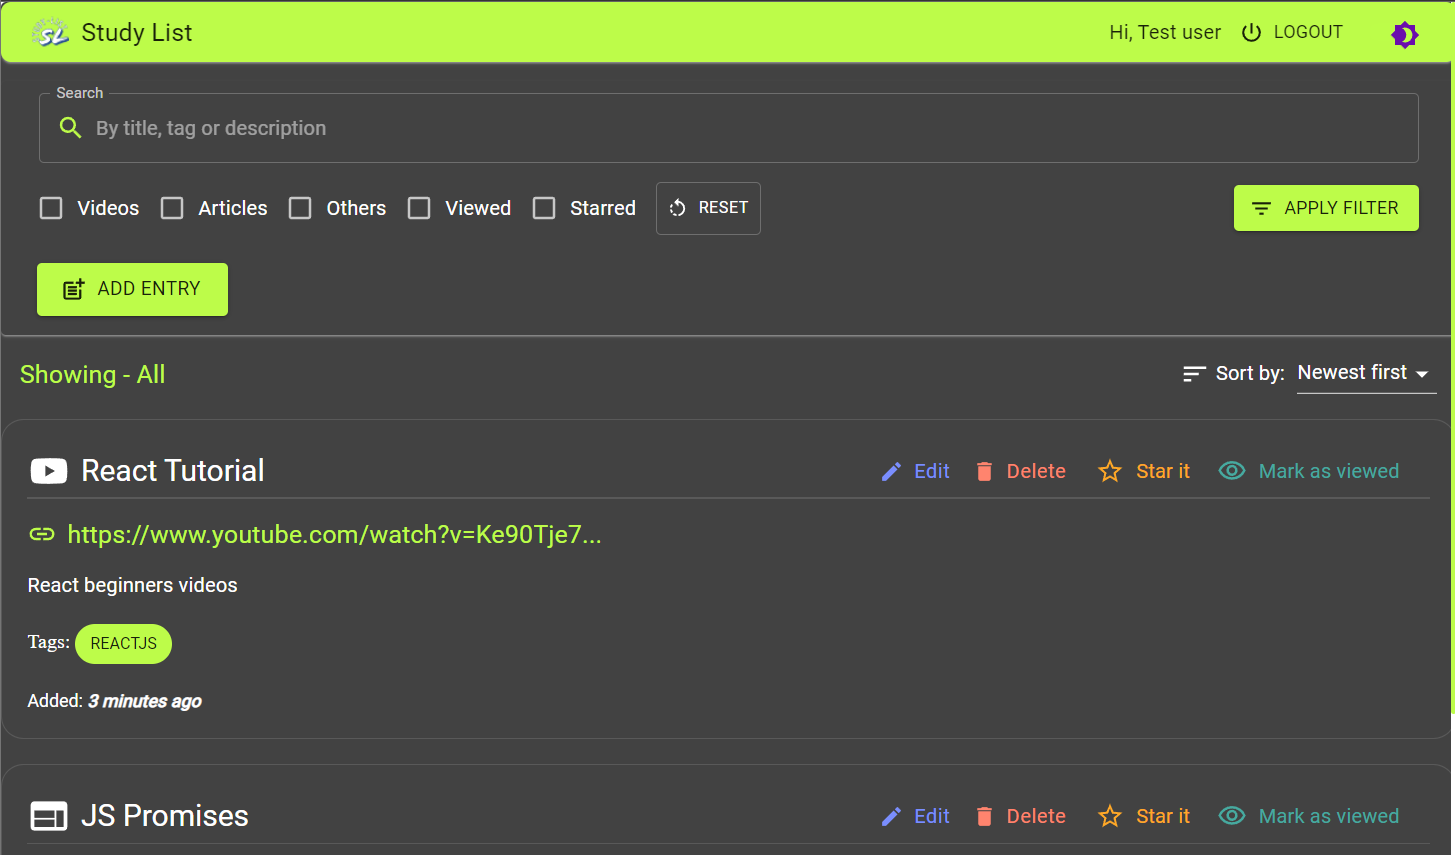 SL Study List Hi, Test user LOGOUT
Search
By title, tag or description
Videos Articles Others Viewed Starred RESET APPLY FILTER
ADD ENTRY
Showing - All Sort by: Newest first
React Tutorial Edit Delete Star it Mark as viewed
https://www.youtube.com/watch?v=Ke90Tje7...
React beginners videos
Tags: REACTJS
Added: 3 minutes ago
JS Promises Edit Delete Star it Mark as viewed